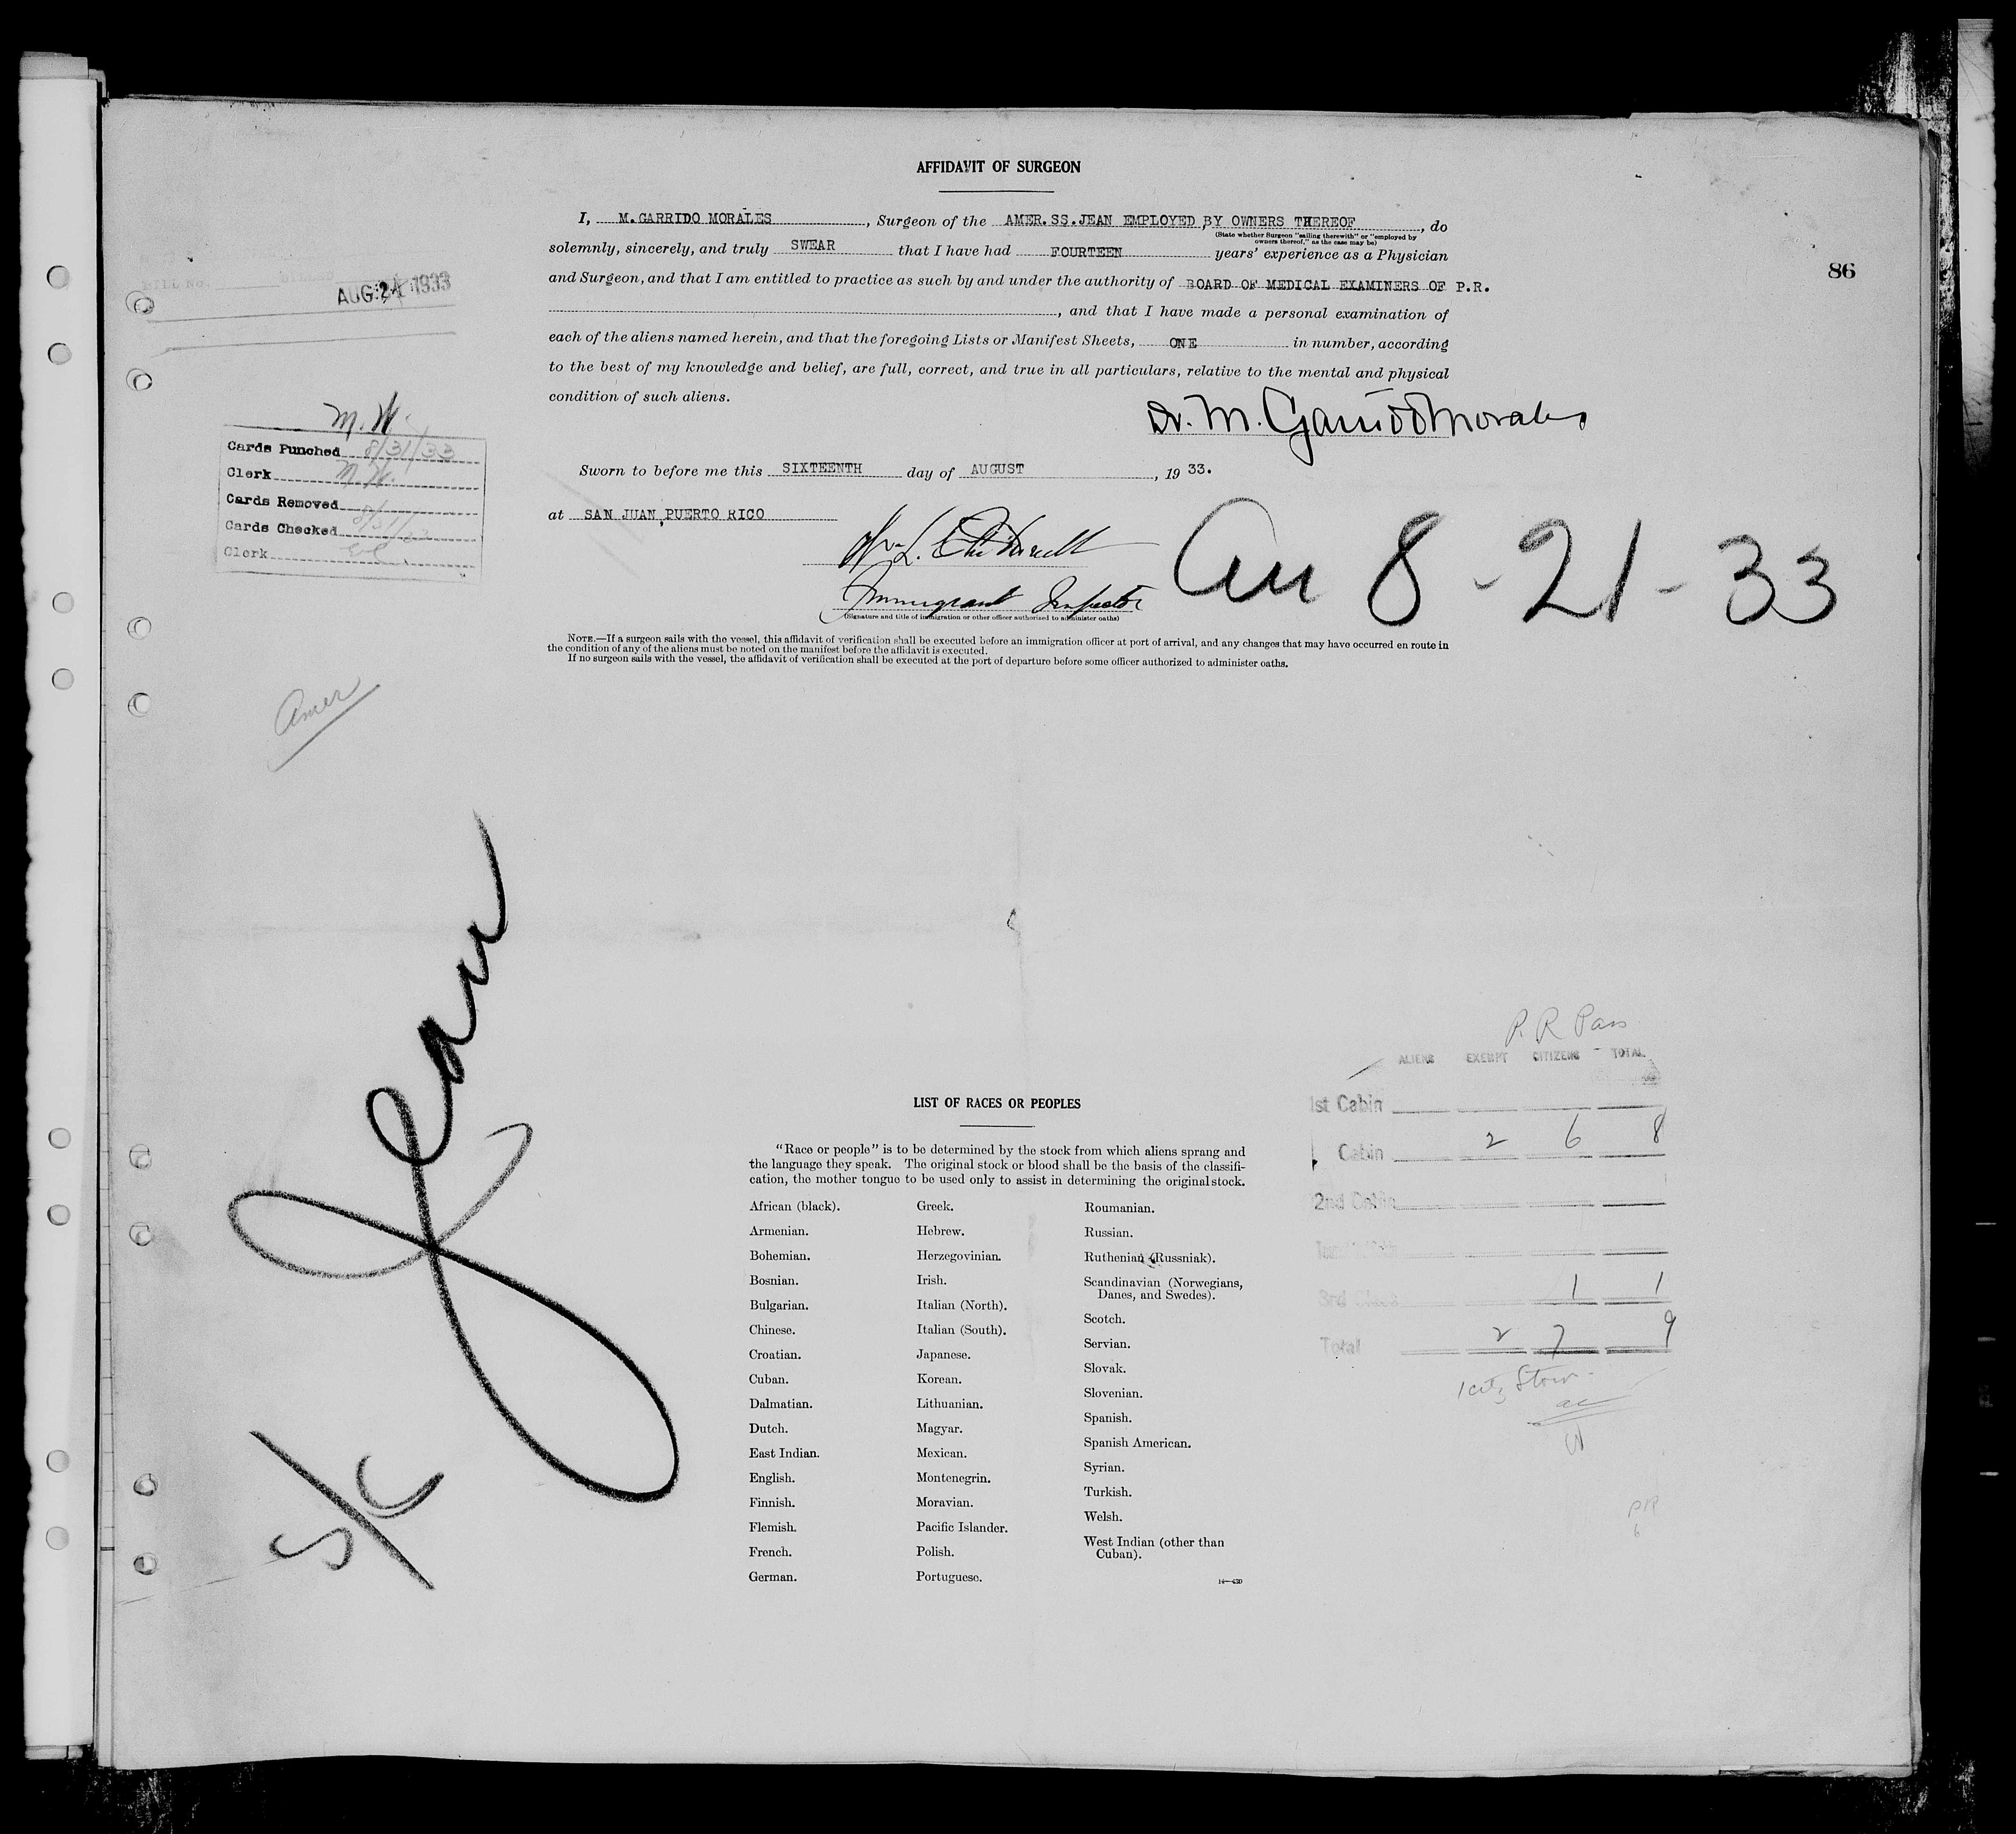 AFFIDAVIT OF SURGEON
I, M. GARRIDO MORALES, Surgeon of the AMER. SS. JEAN EMPLOYED BY OWNERS THEREOF, do
(State whether Surgeon "sailing therewith" or "employed by
owners thereof," as the case may be)
solemnly, sincerely, and truly SWEAR that I have had FOURTEEN years' experience as a Physician
and Surgeon, and that I am entitled to practice as such by and under the authority of BOARD OF MEDICAL EXAMINERS OF P.R.
, and that I have made a personal examination of
each of the aliens named herein, and that the foregoing Lists or Manifest Sheets, ONE in number, according
to the best of my knowledge and belief, are full, correct, and true in all particulars, relative to the mental and physical
condition of such aliens.
Dr. M. Garrido Morales
Sworn to before me this SIXTEENTH day of AUGUST, 19 33.
at SAN JUAN, PUERTO RICO
Immigrant Inspector
(Signature and title of immigration or other officer authorized to administer oaths)
8-21-33
NOTE.—If a surgeon sails with the vessel, this affidavit of verification shall be executed before an immigration officer at port of arrival, and any changes that may have occurred en route in
the condition of any of the aliens must be noted on the manifest before the affidavit is executed.
If no surgeon sails with the vessel, the affidavit of verification shall be executed at the port of departure before some officer authorized to administer oaths.
86
BILL No.
AUG 24 1933
M. W.
Cards Punched 8/31/33
Clerk M. W.
Cards Removed
Cards Checked 8/31/33
Clerk
Amer
Jean
S/C
LIST OF RACES OR PEOPLES
"Race or people" is to be determined by the stock from which aliens sprang and
the language they speak. The original stock or blood shall be the basis of the classifi-
cation, the mother tongue to be used only to assist in determining the original stock.
African (black).
Armenian.
Bohemian.
Bosnian.
Bulgarian.
Chinese.
Croatian.
Cuban.
Dalmatian.
Dutch.
East Indian.
English.
Finnish.
Flemish.
French.
German.
Greek.
Hebrew.
Herzegovinian.
Irish.
Italian (North).
Italian (South).
Japanese.
Korean.
Lithuanian.
Magyar.
Mexican.
Montenegrin.
Moravian.
Pacific Islander.
Polish.
Portuguese.
Roumanian.
Russian.
Ruthenian (Russniak).
Scandinavian (Norwegians,
Danes, and Swedes).
Scotch.
Servian.
Slovak.
Slovenian.
Spanish.
Spanish American.
Syrian.
Turkish.
Welsh.
West Indian (other than
Cuban).
14—430
P. R Pass
ALIENS EXEMPT CITIZENS TOTAL
1st Cabin
Cabin 2 6 8
2nd Cabin
3rd Class 1 1
Total 2 7 9
1 citz Stow